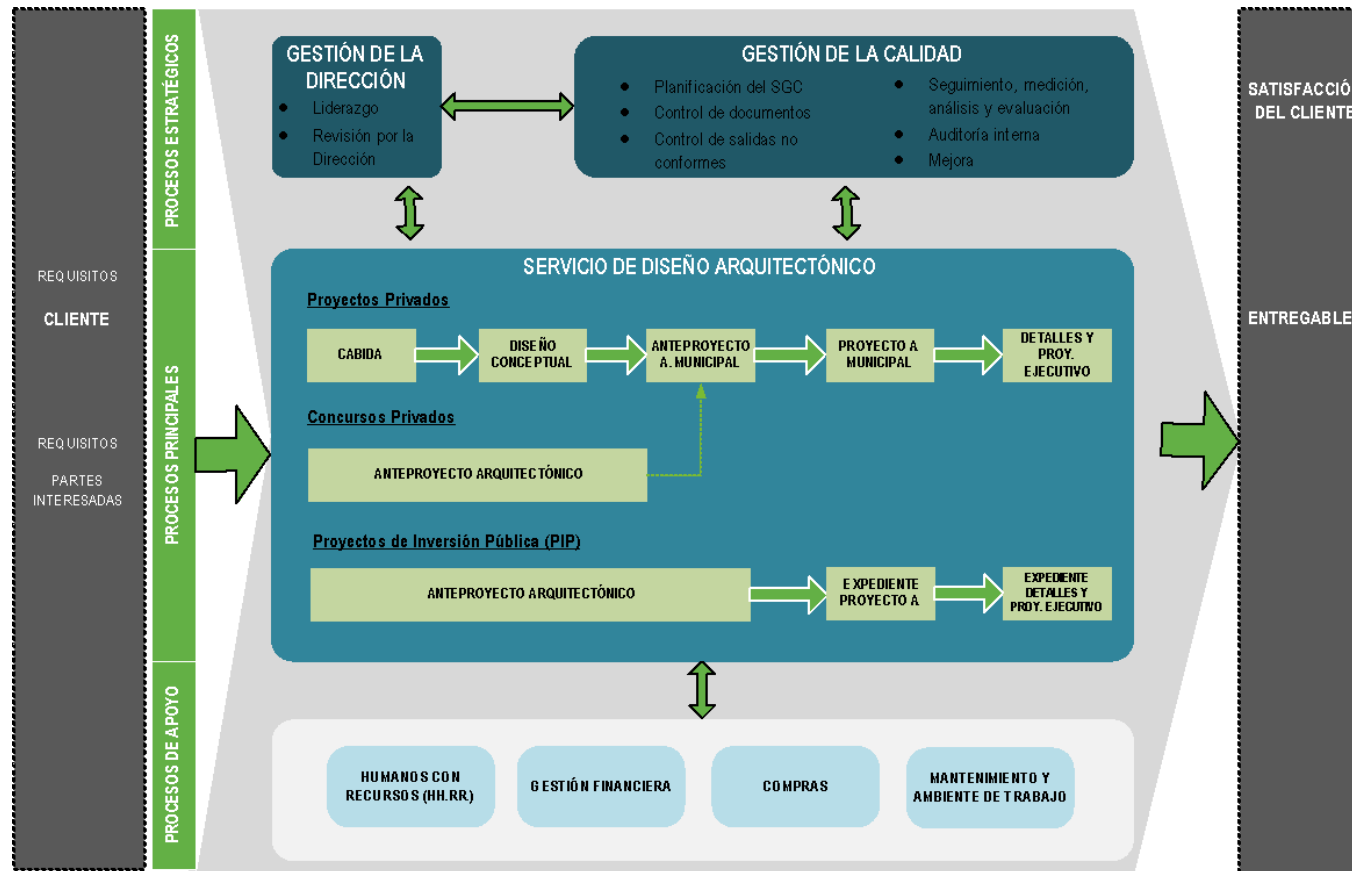 REQUISITOS
CLIENTE
REQUISITOS
PARTES
INTERESADAS
PROCESOS ESTRATÉGICOS
GESTIÓN DE LA
DIRECCIÓN
● Liderazgo
● Revisión por la
Dirección
GESTIÓN DE LA CALIDAD
● Planificación del SGC
● Control de documentos
● Control de salidas no
conformes
● Seguimiento, medición,
análisis y evaluación
● Auditoría interna
● Mejora
PROCESOS PRINCIPALES
SERVICIO DE DISEÑO ARQUITECTÓNICO
Proyectos Privados
CABIDA
DISEÑO
CONCEPTUAL
ANTEPROYECTO
A. MUNICIPAL
PROYECTO A
MUNICIPAL
DETALLES Y
PROY.
EJECUTIVO
Concursos Privados
ANTEPROYECTO ARQUITECTÓNICO
Proyectos de Inversión Pública (PIP)
ANTEPROYECTO ARQUITECTÓNICO
EXPEDIENTE
PROYECTO A
EXPEDIENTE
DETALLES Y
PROY. EJECUTIVO
PROCESOS DE APOYO
HUMANOS CON
RECURSOS (HH.RR)
GESTIÓN FINANCIERA
COMPRAS
MANTENIMIENTO Y
AMBIENTE DE TRABAJO
SATISFACCIÓ
DEL CLIENTE
ENTREGABLE